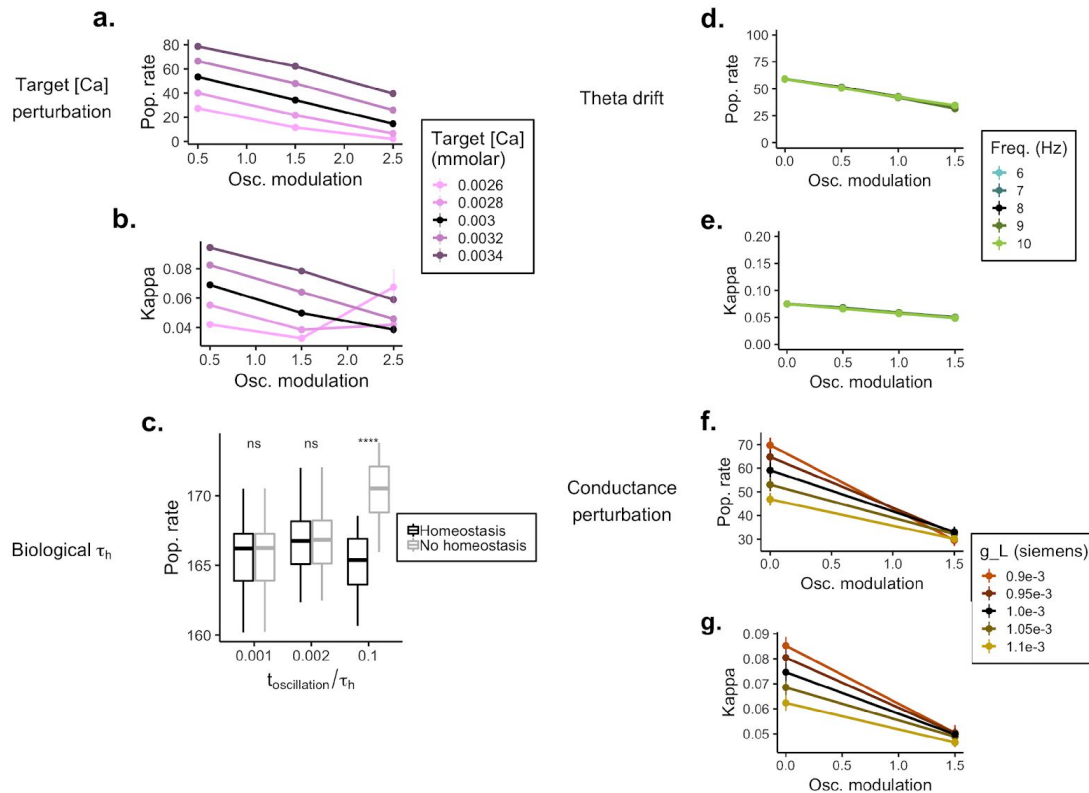 a.
Target [Ca]
perturbation
Pop. rate
80
60
40
20
0
0.5 1.0 1.5 2.0 2.5
Osc. modulation
Target [Ca]
(mmolar)
0.0026
0.0028
0.003
0.0032
0.0034
b.
Kappa
0.08
0.06
0.04
0.5 1.0 1.5 2.0 2.5
Osc. modulation
c.
Biological τh
ns ns ****
Pop. rate
170
165
160
0.001 0.002 0.1
toscillation/τh
Homeostasis
No homeostasis
d.
Theta drift
Pop. rate
100
75
50
25
0
0.0 0.5 1.0 1.5
Osc. modulation
Freq. (Hz)
6
7
8
9
10
e.
Kappa
0.20
0.15
0.10
0.05
0.00
0.0 0.5 1.0 1.5
Osc. modulation
f.
Conductance
perturbation
Pop. rate
70
60
50
40
30
0.0 0.5 1.0 1.5
Osc. modulation
g_L (siemens)
0.9e-3
0.95e-3
1.0e-3
1.05e-3
1.1e-3
g.
Kappa
0.09
0.08
0.07
0.06
0.05
0.0 0.5 1.0 1.5
Osc. modulation